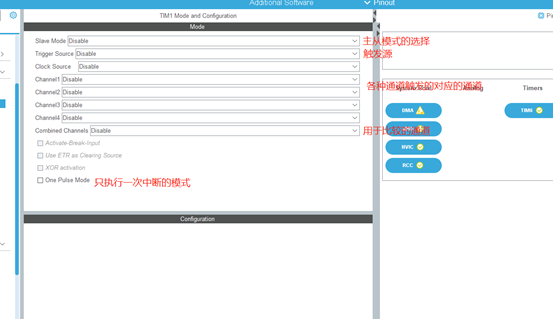 Additional Software
Pinout
TIM1 Mode and Configuration
Mode
Slave Mode Disable
主从模式的选择
Trigger Source Disable
触发源
Clock Source Disable
Channel1 Disable
各种通道触发的对应的通道
Channel2 Disable
Channel3 Disable
Channel4 Disable
Combined Channels Disable
用于比较的通道
Activate-Break-Input
Use ETR as Clearing Source
XOR activation
One Pulse Mode
只执行一次中断的模式
Configuration
Timers
DMA
TIM6
NVIC
RCC